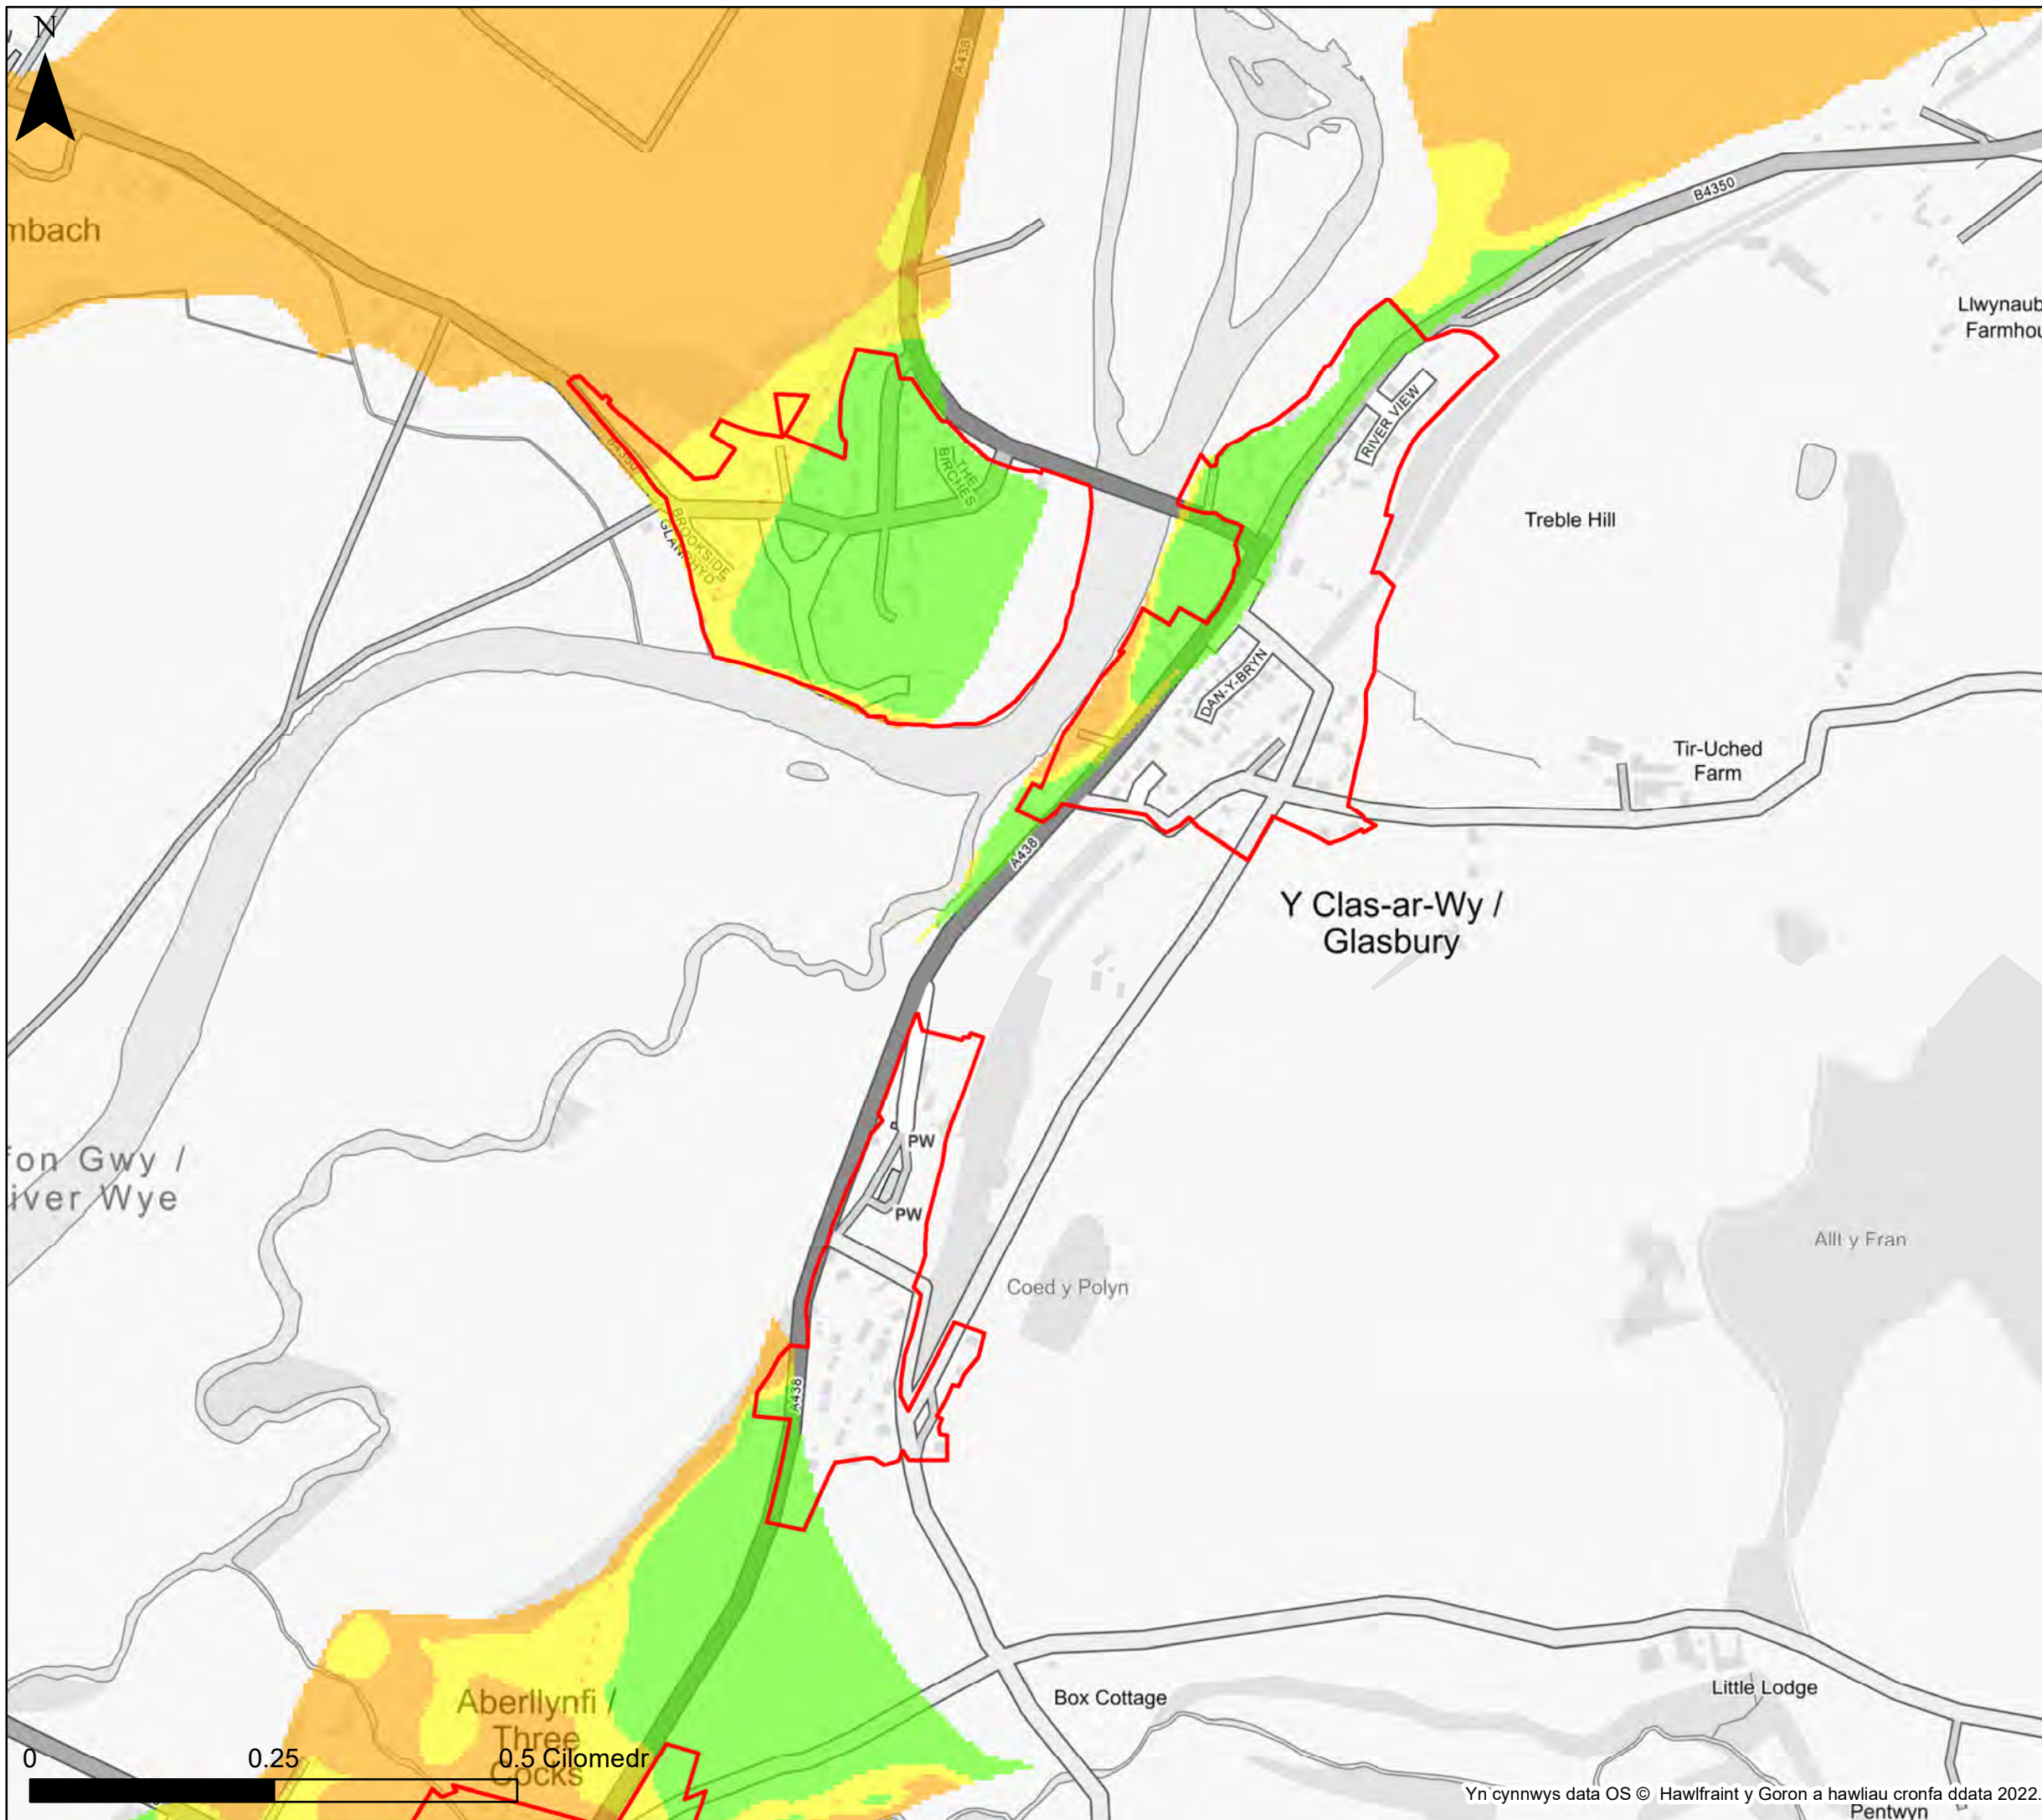 N
A438
mbach
B4350
Llwynaub
Farmhou
RIVER VIEW
THE
BIRCHES
B4350
BROOKSIDE
Treble Hill
DAN-Y-BRYN
Tir-Uched
Farm
A438
Y Clas-ar-Wy /
Glasbury
PW
fon Gwy /
iver Wye
PW
Allt y Fran
Coed y Polyn
A438
Aberllynfi /
Three
Cocks
Box Cottage
Little Lodge
0 0.25 0.5 Cilomedr
Yn cynnwys data OS © Hawlfraint y Goron a hawliau cronfa ddata 2022.
Pentwyn